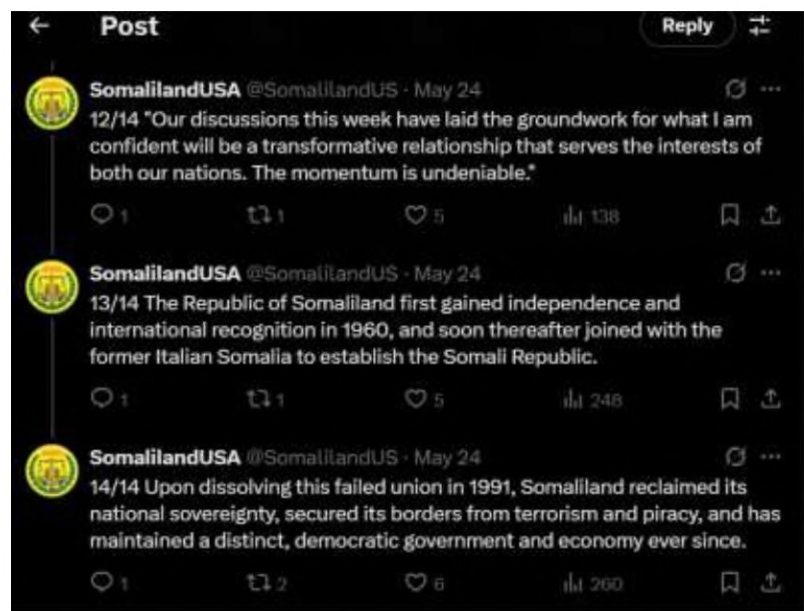 Post
Reply
SomalilandUSA @SomalilandUS · May 24
12/14 "Our discussions this week have laid the groundwork for what I am
confident will be a transformative relationship that serves the interests of
both our nations. The momentum is undeniable."
1 1 5 138
SomalilandUSA @SomalilandUS · May 24
13/14 The Republic of Somaliland first gained independence and
international recognition in 1960, and soon thereafter joined with the
former Italian Somalia to establish the Somali Republic.
1 1 5 248
SomalilandUSA @SomalilandUS · May 24
14/14 Upon dissolving this failed union in 1991, Somaliland reclaimed its
national sovereignty, secured its borders from terrorism and piracy, and has
maintained a distinct, democratic government and economy ever since.
1 2 6 260